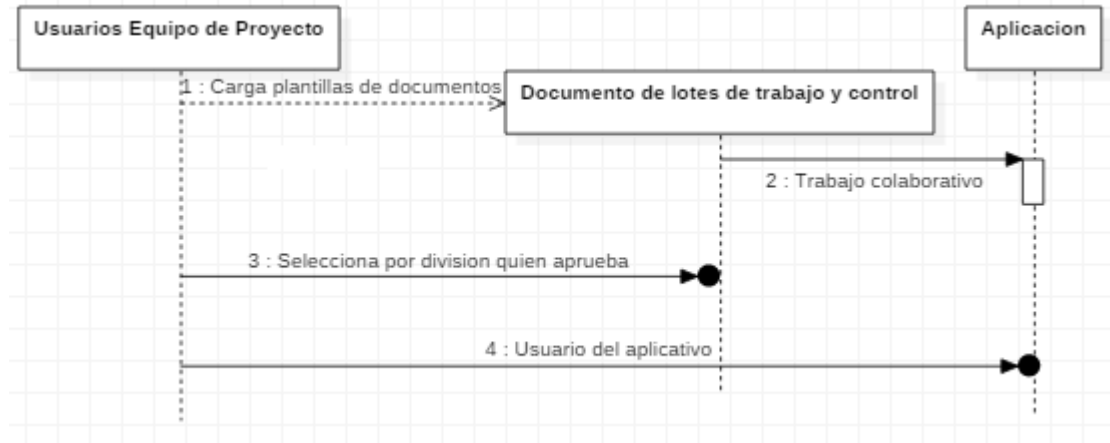 Usuarios Equipo de Proyecto
Aplicacion
1 : Carga plantillas de documentos
Documento de lotes de trabajo y control
2 : Trabajo colaborativo
3 : Selecciona por division quien aprueba
4 : Usuario del aplicativo